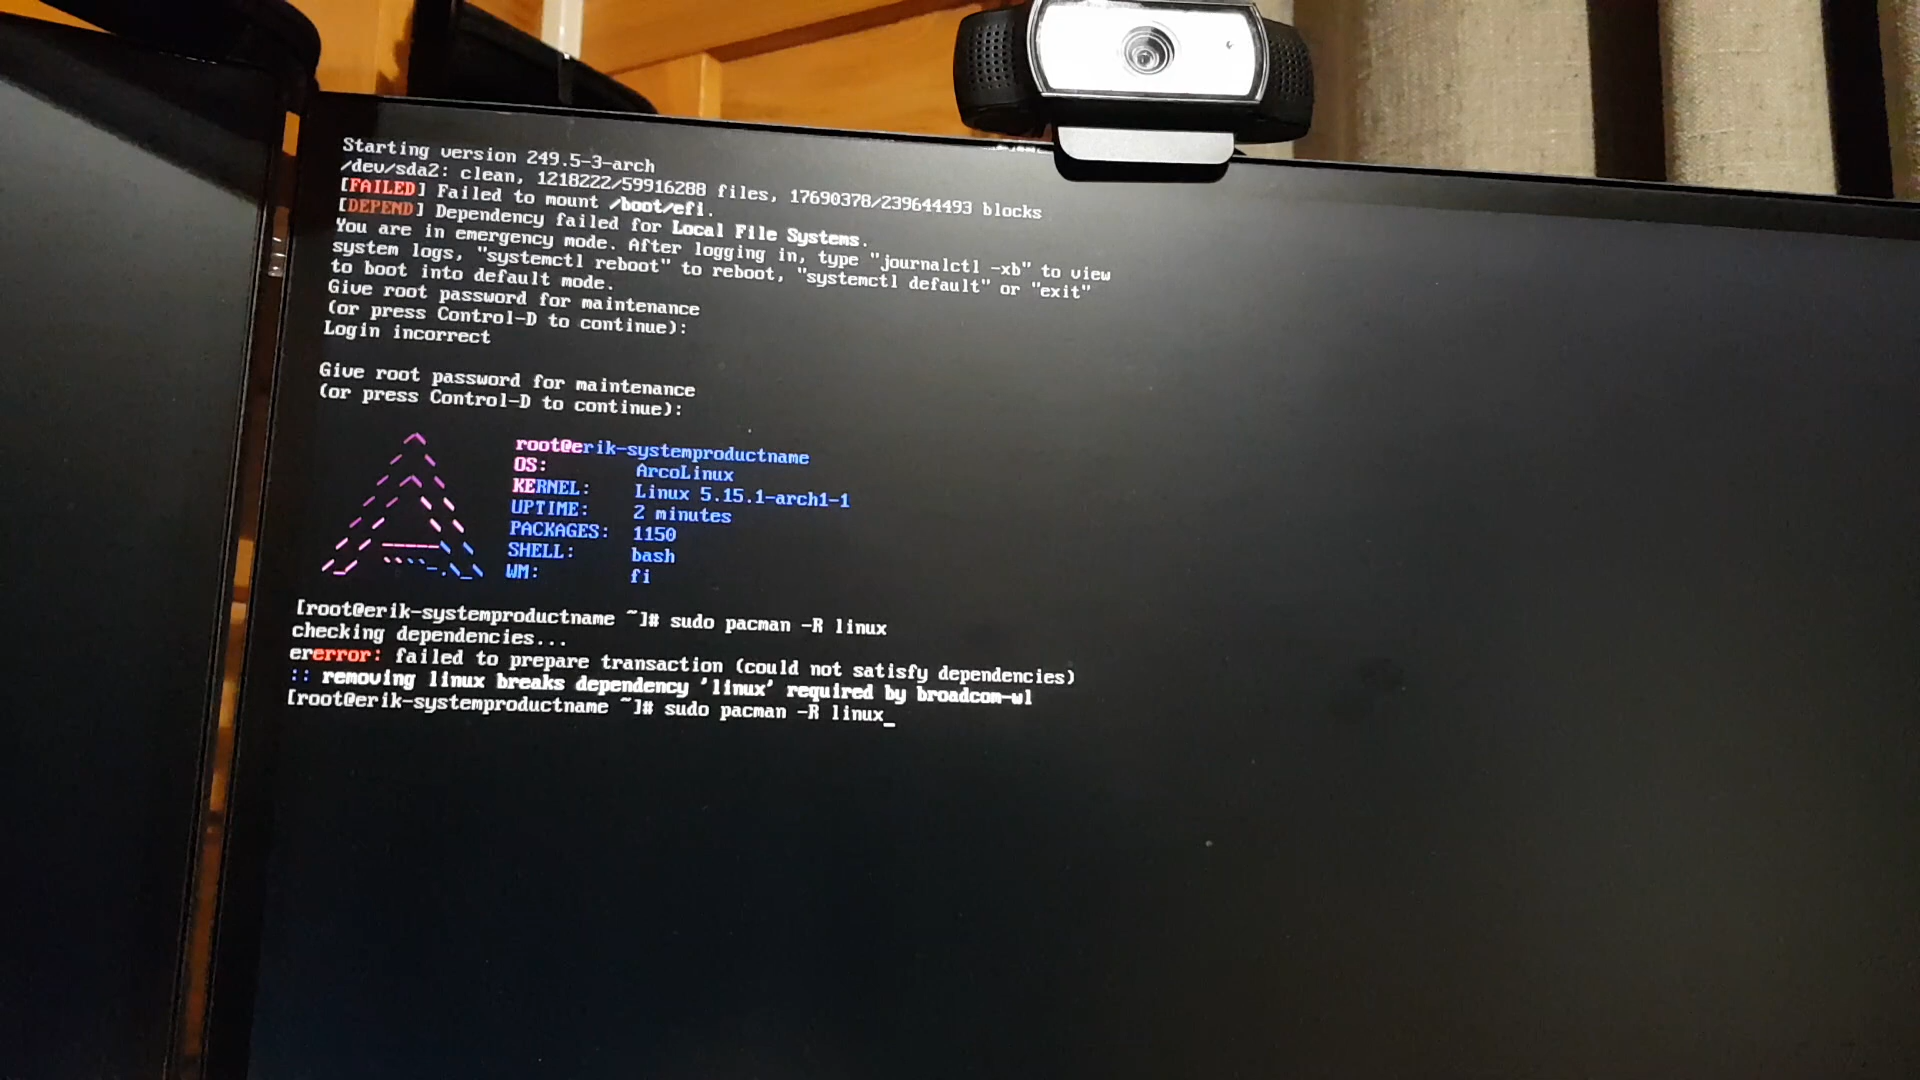 Starting version 249.5-3-arch
/dev/sda2: clean, 1218222/59916288 files, 17690378/239644493 blocks
[FAILED] Failed to mount /boot/efi.
[DEPEND] Dependency failed for Local File Systems.
You are in emergency mode. After logging in, type "journalctl -xb" to view
system logs, "systemctl reboot" to reboot, "systemctl default" or "exit"
to boot into default mode.
Give root password for maintenance
(or press Control-D to continue):
Login incorrect
Give root password for maintenance
(or press Control-D to continue):
root@erik-systemproductname
OS: ArcoLinux
KERNEL: Linux 5.15.1-arch1-1
UPTIME: 2 minutes
PACKAGES: 1150
SHELL: bash
WM: fi
[root@erik-systemproductname ~]# sudo pacman -R linux
checking dependencies...
ererror: failed to prepare transaction (could not satisfy dependencies)
:: removing linux breaks dependency 'linux' required by broadcom-wl
[root@erik-systemproductname ~]# sudo pacman -R linux_